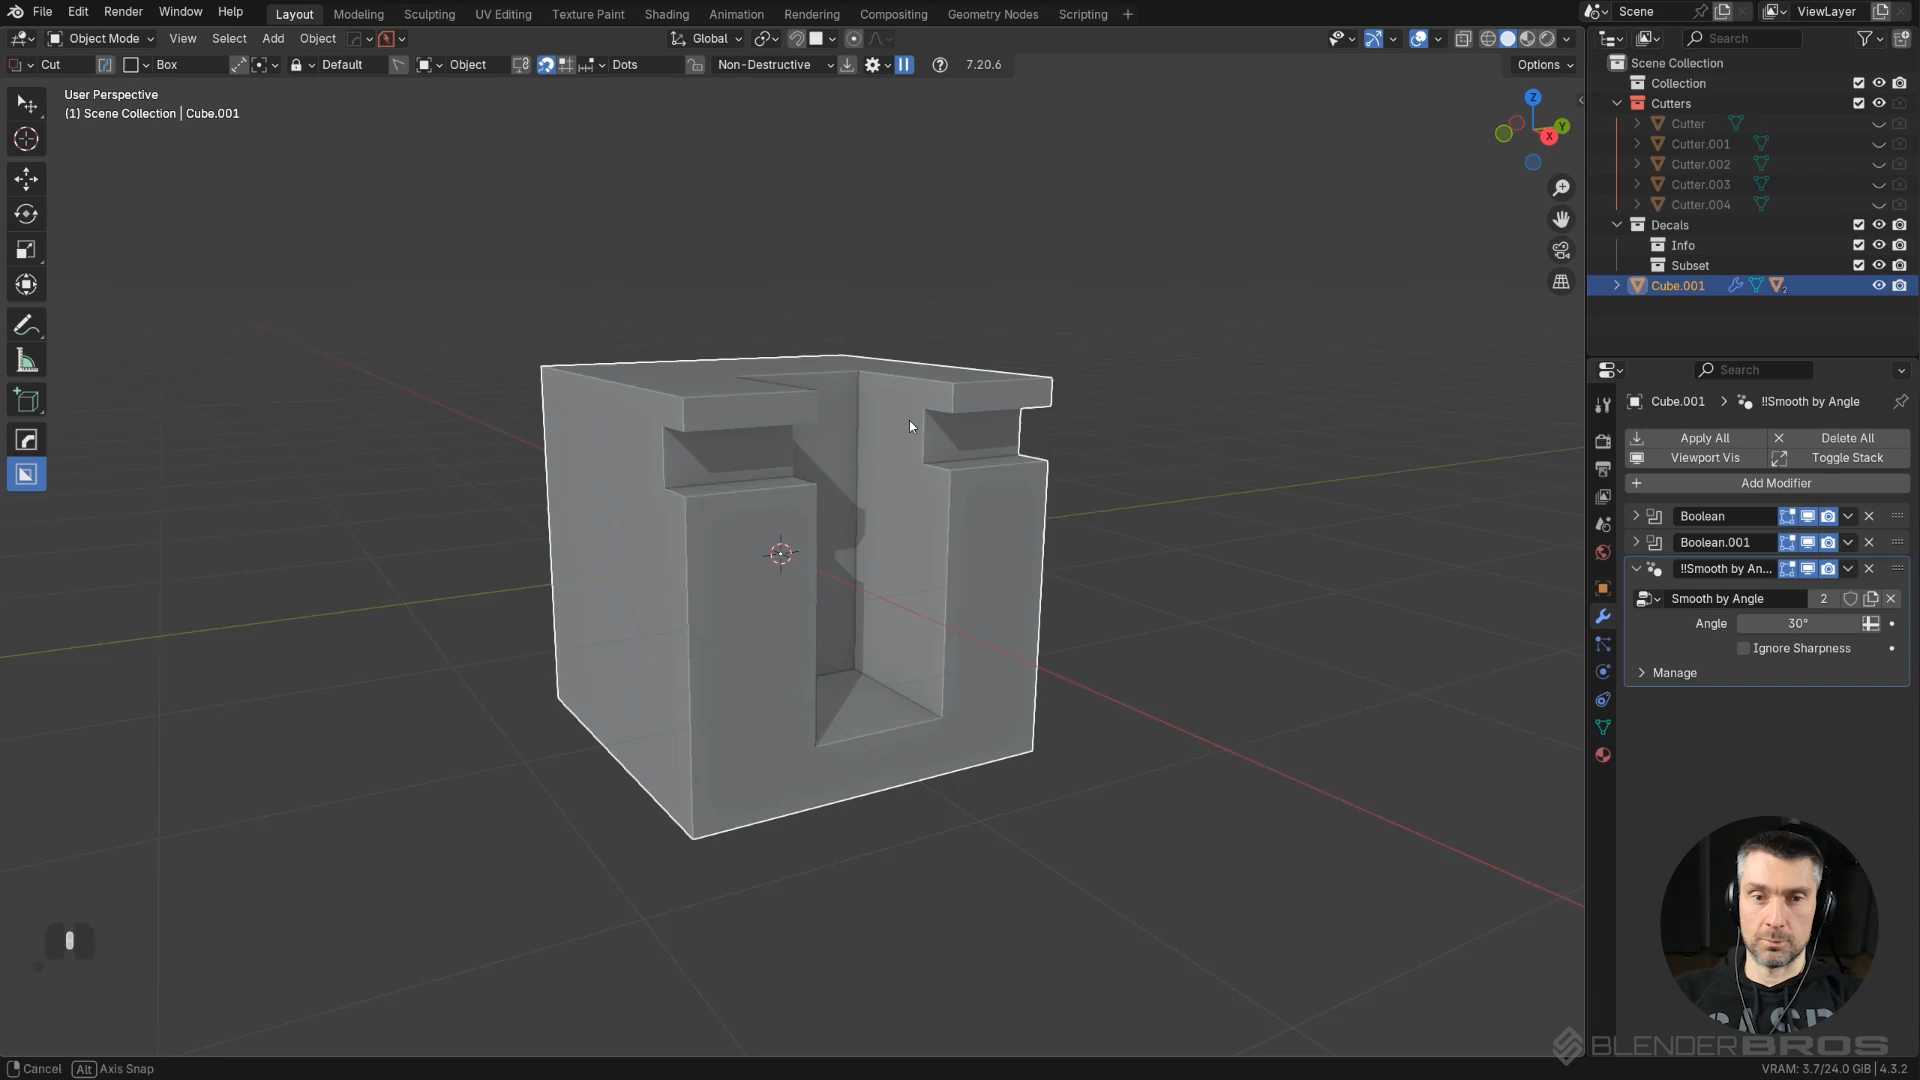 File Edit Render Window Help Layout Modeling Sculpting UV Editing Texture Paint Shading Animation Rendering Compositing Geometry Nodes Scripting + Scene ViewLayer
Object Mode View Select Add Object Global Search
Cut Box Default Object Dots Non-Destructive 7.20.6 Options
User Perspective
(1) Scene Collection | Cube.001
Z
Y
X
Scene Collection
Collection
Cutters
Cutter
Cutter.001
Cutter.002
Cutter.003
Cutter.004
Decals
Info
Subset
Cube.001 2
Search
Cube.001 > !!Smooth by Angle
Apply All Delete All
Viewport Vis Toggle Stack
+ Add Modifier
Boolean
Boolean.001
!!Smooth by An...
Smooth by Angle 2
Angle 30°
Ignore Sharpness
Manage
BLENDERBROS
Cancel Alt Axis Snap VRAM: 3.7/24.0 GiB | 4.3.2